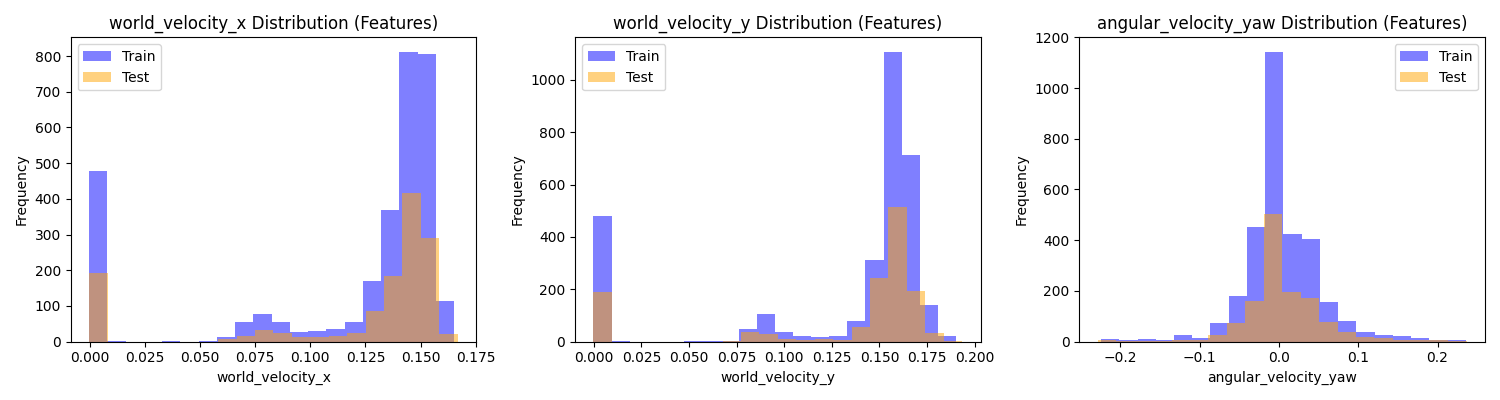 world_velocity_x Distribution (Features)
800
700
600
500
400
300
200
100
0
Frequency
Train
Test
0.000 0.025 0.050 0.075 0.100 0.125 0.150 0.175
world_velocity_x
world_velocity_y Distribution (Features)
1000
800
600
400
200
0
Frequency
Train
Test
0.000 0.025 0.050 0.075 0.100 0.125 0.150 0.175 0.200
world_velocity_y
angular_velocity_yaw Distribution (Features)
1200
1000
800
600
400
200
0
Frequency
Train
Test
−0.2 −0.1 0.0 0.1 0.2
angular_velocity_yaw